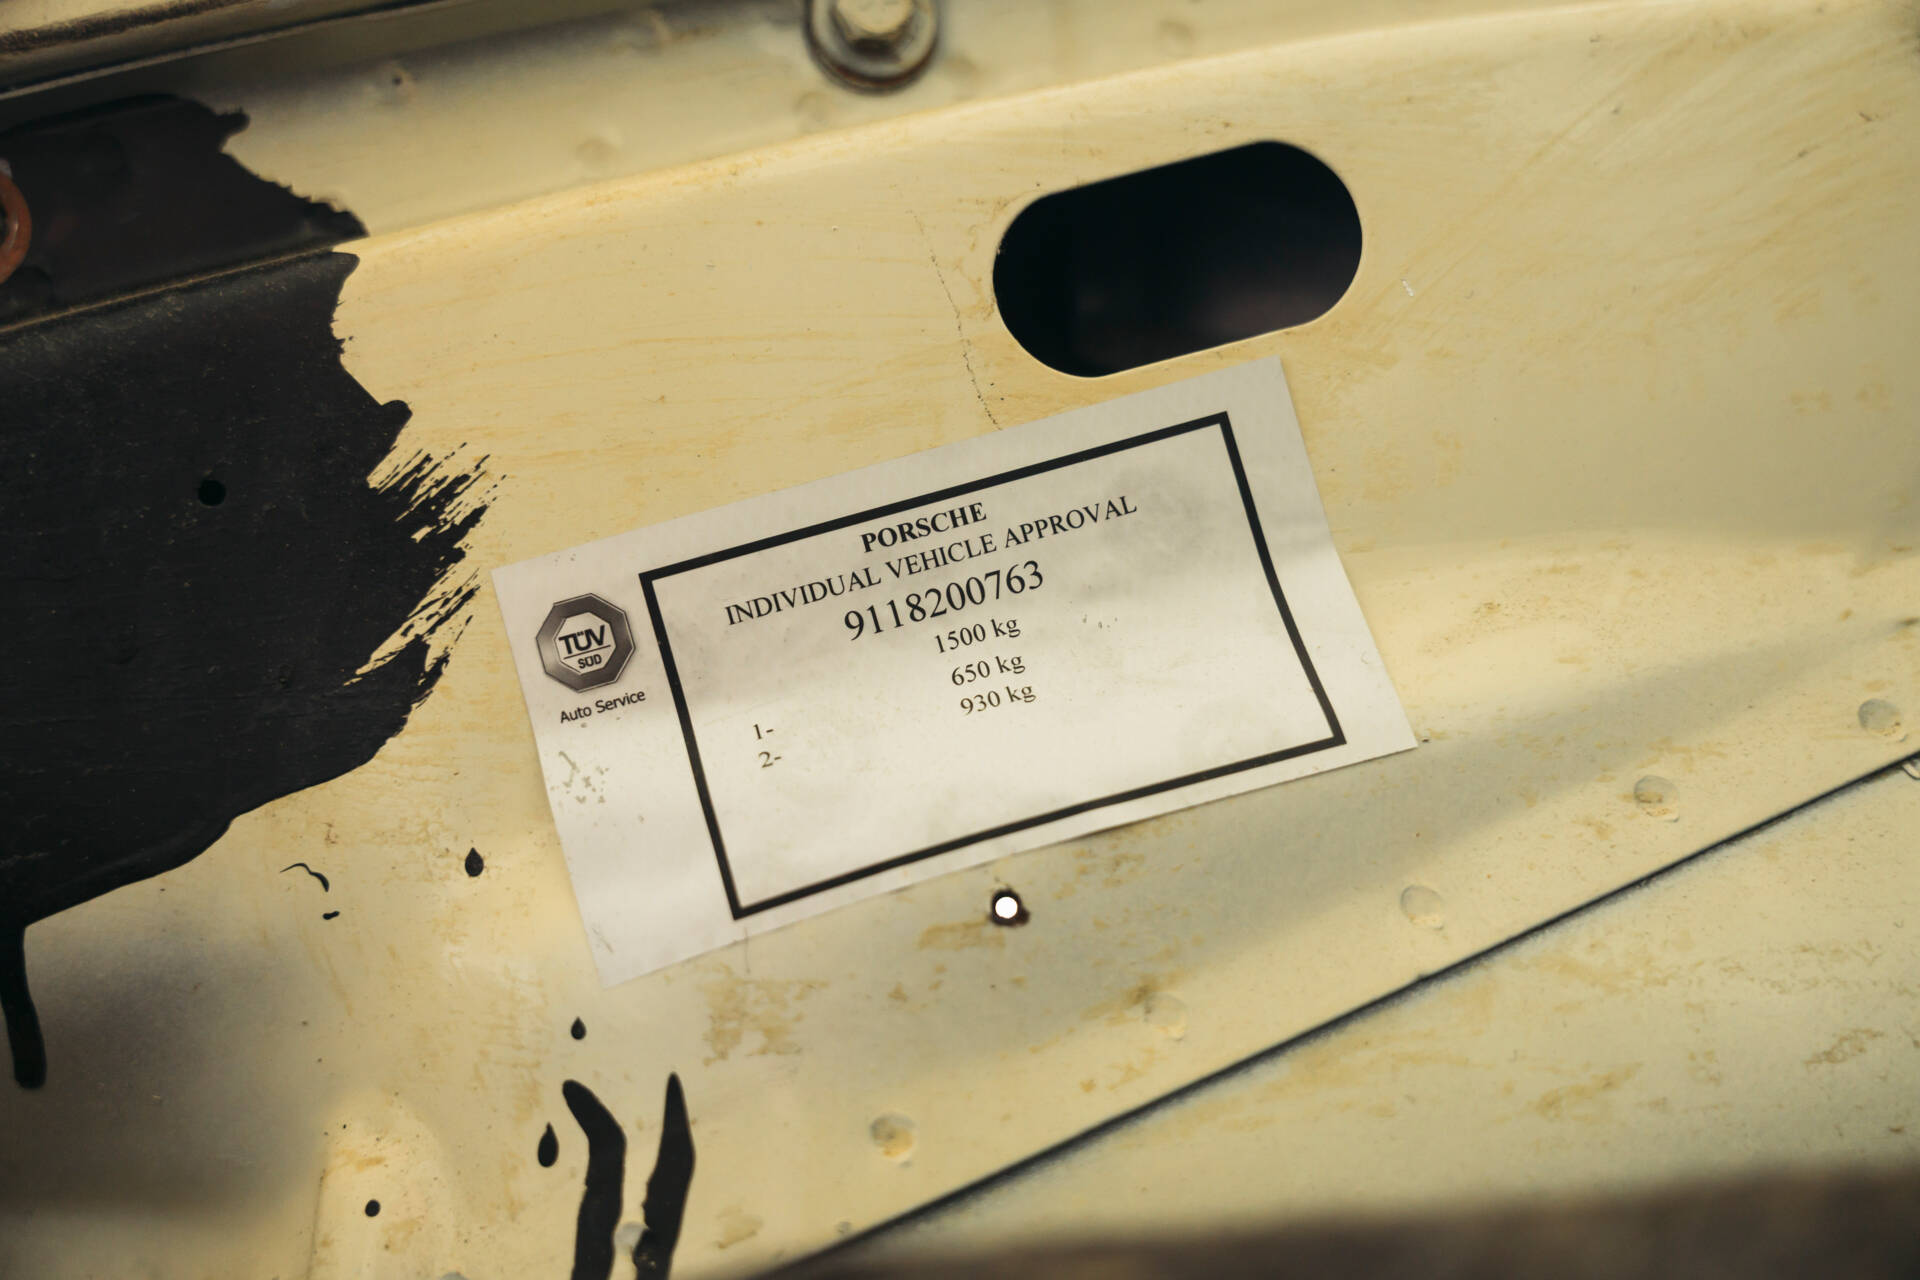 PORSCHE
INDIVIDUAL VEHICLE APPROVAL
9118200763
1500 kg
650 kg
930 kg
1-
2-
TÜV
SÜD
Auto Service